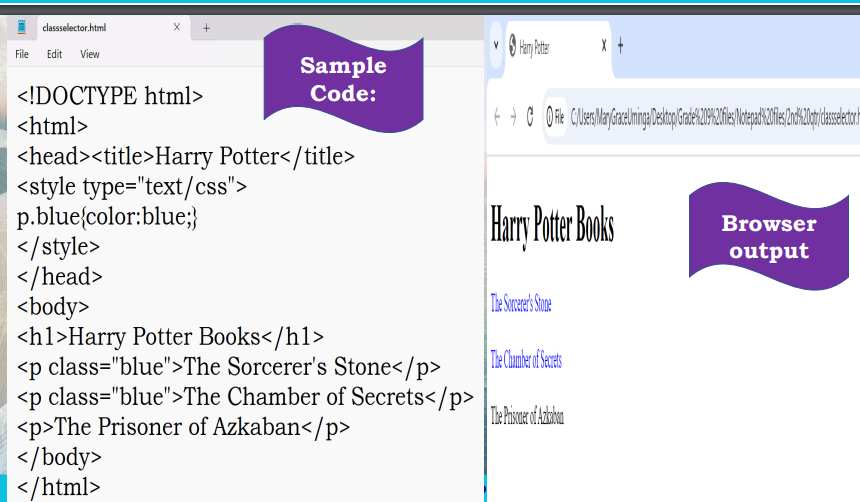 classselector.html
File Edit View
Sample
Code:
<!DOCTYPE html>
<html>
<head><title>Harry Potter</title>
<style type="text/css">
p.blue{color:blue;}
</style>
</head>
<body>
<h1>Harry Potter Books</h1>
<p class="blue">The Sorcerer's Stone</p>
<p class="blue">The Chamber of Secrets</p>
<p>The Prisoner of Azkaban</p>
</body>
</html>
Harry Potter
File C:/Users/MaryGraceUminga/Desktop/Grade%209%20files/Notepad%20files/2nd%20qtr/classselector.h
Browser
output
Harry Potter Books
The Sorcerer's Stone
The Chamber of Secrets
The Prisoner of Azkaban